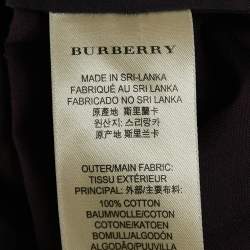 BURBERRY
MADE IN SRI-LANKA
FABRIQUÉ AU SRI-LANKA
FABRICADO NO SRI LANKA
原產地 斯里蘭卡
원산지: 스리랑카
原产地 斯里兰卡
OUTER/MAIN FABRIC:
TISSU EXTÉRIEUR
PRINCIPAL: 外部/主要布料:
100% COTTON
BAUMWOLLE/COTON
COTONE/KATOEN
BOMULL/ALGODÓN
ALGODÃO/PUUVILLA